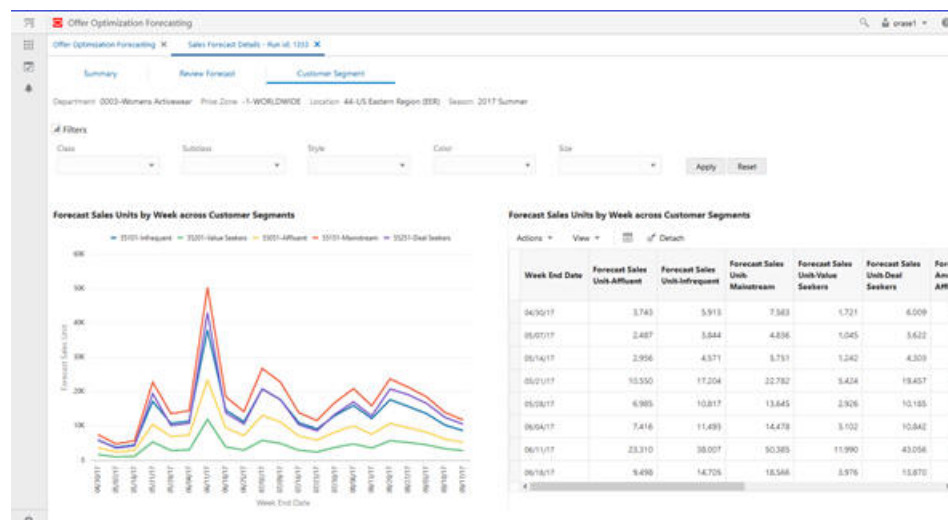 Offer Optimization Forecasting
orase1
Offer Optimization Forecasting X Sales Forecast Details - Run id: 1333 X
Summary Review Forecast Customer Segment
Department 0003-Womens Activewear Price Zone -1-WORLDWIDE Location 44-US Eastern Region (EER) Season 2017 Summer
Filters
Class Subclass Style Color Size
Apply Reset
Forecast Sales Units by Week across Customer Segments
Infrequent Value Seekers Affluent Mainstream Deal Seekers
60K
50K
40K
30K
20K
10K
0
Forecast Sales Unit
Week End Date
Forecast Sales Units by Week across Customer Segments
Actions View Detach
Week End Date Forecast Sales Unit-Affluent Forecast Sales Unit-Infrequent Forecast Sales Unit-Mainstream Forecast Sales Unit-Value Seekers Forecast Sales Unit-Deal Seekers
04/30/17 3,743 5,913 7,563 1,721 6,009
05/07/17 2,487 3,844 4,836 1,045 3,622
05/14/17 2,956 4,571 5,751 1,242 4,303
05/21/17 10,550 17,204 22,782 5,424 19,457
05/28/17 6,985 10,817 13,645 2,926 10,185
06/04/17 7,416 11,493 14,478 3,102 10,842
06/11/17 23,310 38,007 50,385 11,990 43,056
06/18/17 9,498 14,705 18,566 3,976 13,870